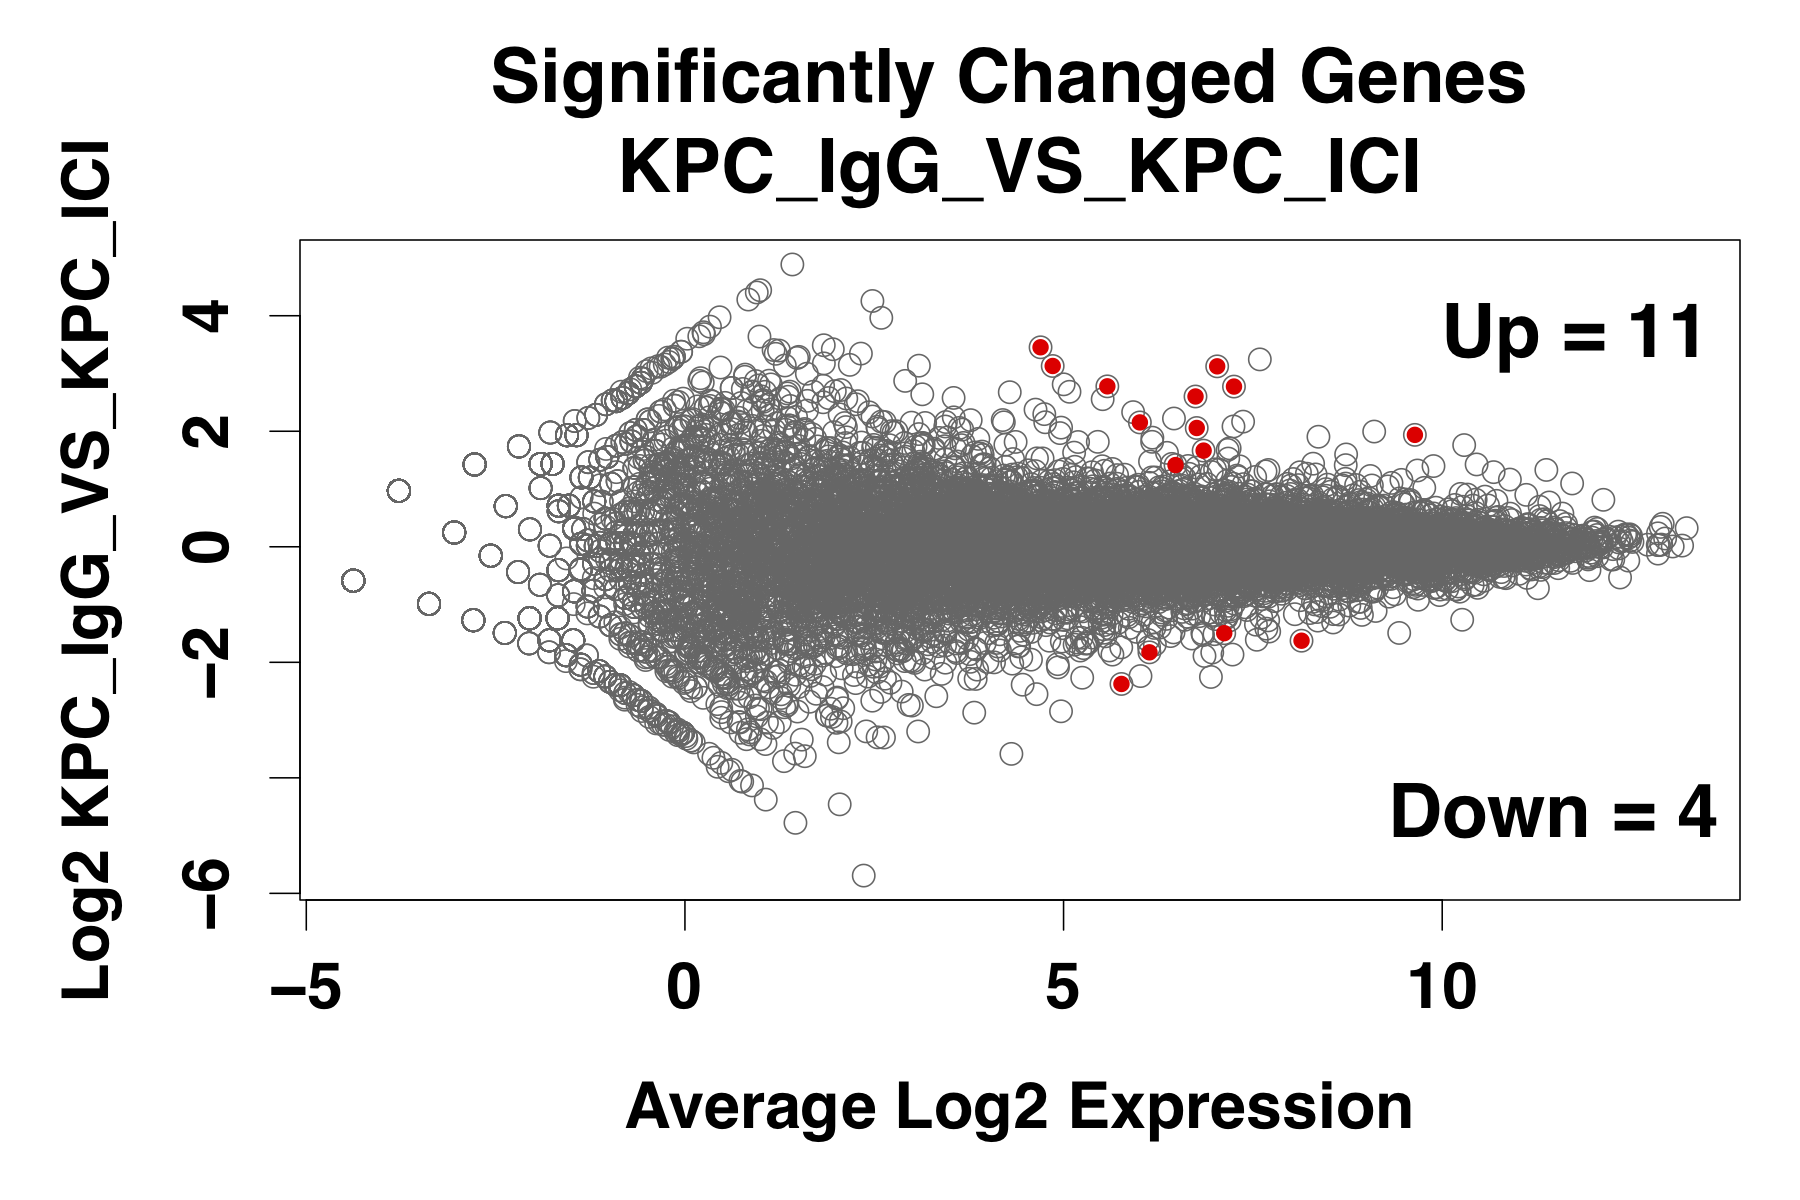 Significantly Changed Genes
KPC_IgG_VS_KPC_ICI
Log2 KPC_IgG_VS_KPC_ICI
4
2
0
−2
−6
Up = 11
Down = 4
−5 0 5 10
Average Log2 Expression